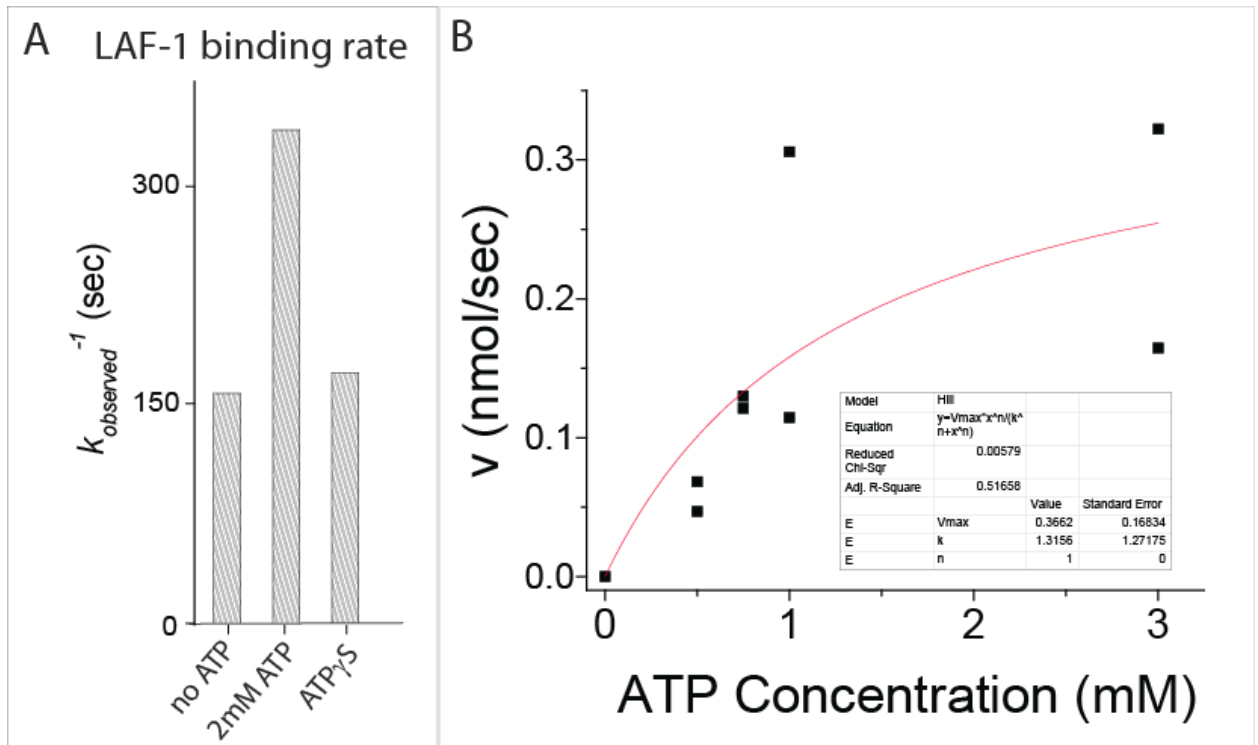 A
LAF-1 binding rate
kobserved-1 (sec)
300
150
0
no ATP
2mM ATP
ATPγS
B
v (nmol/sec)
0.3
0.2
0.1
0.0
0
1
2
3
ATP Concentration (mM)
Model Hill
Equation y=Vmax*x^n/(k^
n+x^n)
Reduced
Chi-Sqr 0.00579
Adj. R-Square 0.51658
Value Standard Error
E Vmax 0.3662 0.16834
E k 1.3156 1.27175
E n 1 0